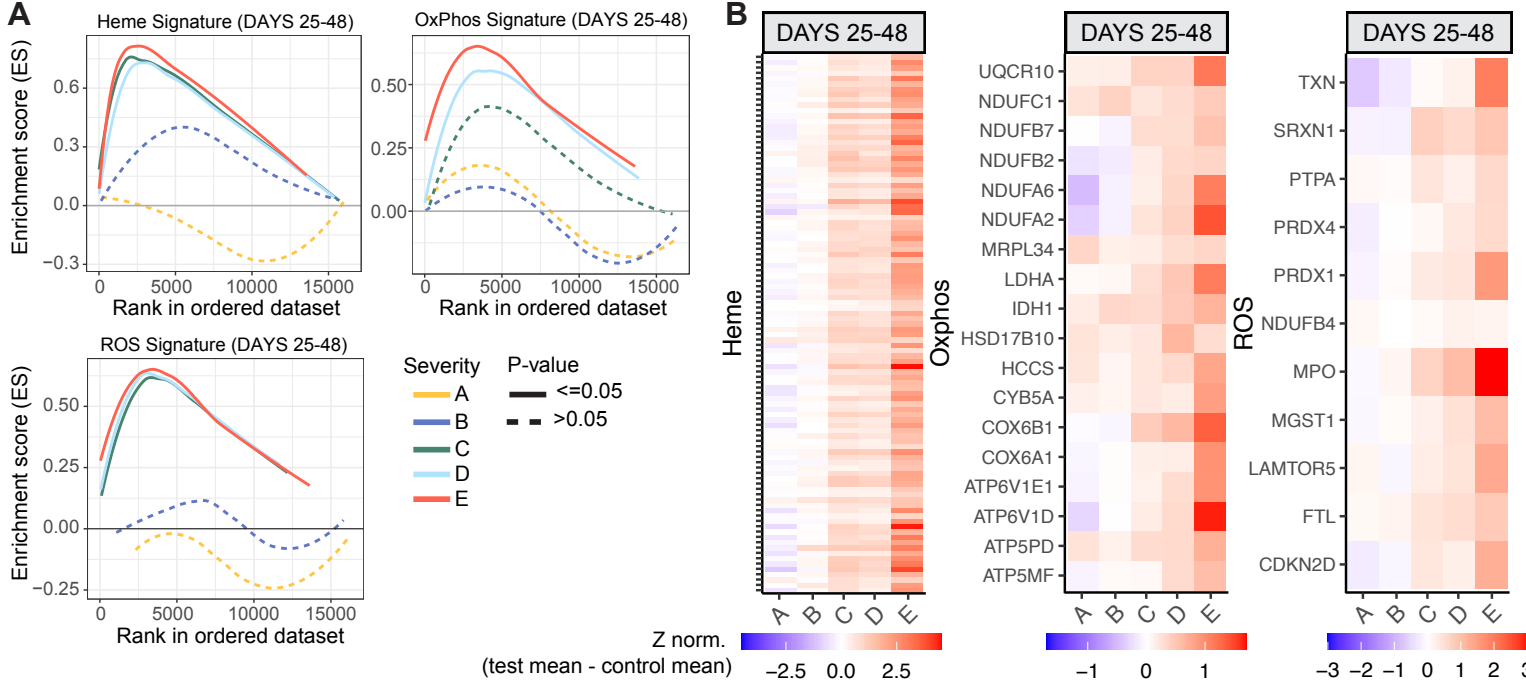 A
Heme Signature (DAYS 25-48)
Enrichment score (ES)
0.6
0.3
0.0
−0.3
0 5000 10000 15000
Rank in ordered dataset
OxPhos Signature (DAYS 25-48)
0.50
0.25
0.00
0 5000 10000 15000
Rank in ordered dataset
ROS Signature (DAYS 25-48)
Enrichment score (ES)
0.50
0.25
0.00
−0.25
0 5000 10000 15000
Rank in ordered dataset
Severity
A
B
C
D
E
P-value
<=0.05
>0.05
B
DAYS 25-48
Heme
A B C D E
Z norm.
(test mean - control mean)
−2.5 0.0 2.5
DAYS 25-48
Oxphos
UQCR10
NDUFC1
NDUFB7
NDUFB2
NDUFA6
NDUFA2
MRPL34
LDHA
IDH1
HSD17B10
HCCS
CYB5A
COX6B1
COX6A1
ATP6V1E1
ATP6V1D
ATP5PD
ATP5MF
A B C D E
−1 0 1
DAYS 25-48
ROS
TXN
SRXN1
PTPA
PRDX4
PRDX1
NDUFB4
MPO
MGST1
LAMTOR5
FTL
CDKN2D
A B C D E
−3 −2 −1 0 1 2 3